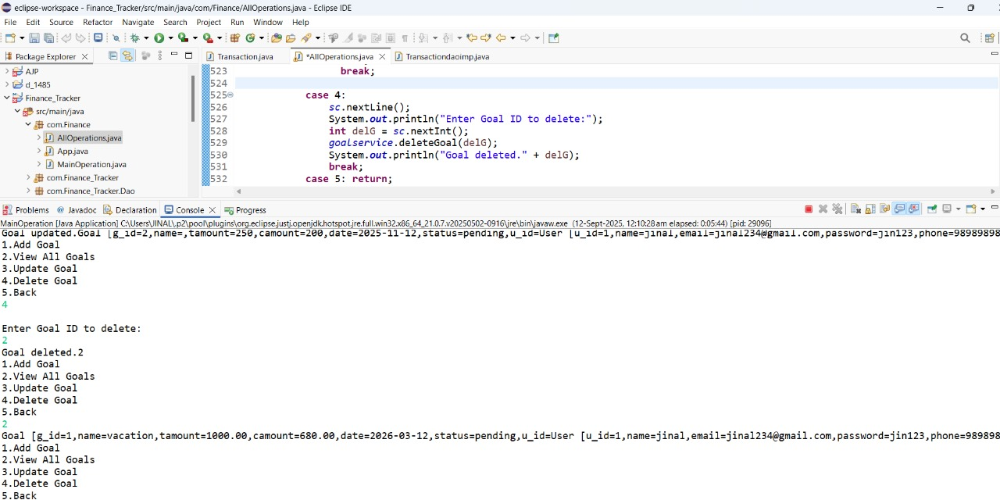 eclipse-workspace - Finance_Tracker/src/main/java/com/Finance/AllOperations.java - Eclipse IDE
File Edit Source Refactor Navigate Search Project Run Window Help
Package Explorer
Transaction.java *AllOperations.java Transactiondaoimp.java
AJP
d_1485
Finance_Tracker
src/main/java
com.Finance
AllOperations.java
App.java
MainOperation.java
com.Finance_Tracker
com.Finance_Tracker.Dao
523 break;
524
525 case 4:
526 sc.nextLine();
527 System.out.println("Enter Goal ID to delete:");
528 int delG = sc.nextInt();
529 goalservice.deleteGoal(delG);
530 System.out.println("Goal deleted." + delG);
531 break;
532 case 5: return;
Problems Javadoc Declaration Console Progress
MainOperation [Java Application] C:\Users\JINAL\.p2\pool\plugins\org.eclipse.justj.openjdk.hotspot.jre.full.win32.x86_64_21.0.7.v20250502-0916\jre\bin\javaw.exe (12-Sept-2025, 12:10:28 am elapsed: 0:05:44) [pid: 29096]
Goal updated.Goal [g_id=2,name=,tamount=250,camount=200,date=2025-11-12,status=pending,u_id=User [u_id=1,name=jinal,email=jinal234@gmail.com,password=jin123,phone=98989898
1.Add Goal
2.View All Goals
3.Update Goal
4.Delete Goal
5.Back
4
Enter Goal ID to delete:
2
Goal deleted.2
1.Add Goal
2.View All Goals
3.Update Goal
4.Delete Goal
5.Back
2
Goal [g_id=1,name=vacation,tamount=1000.00,camount=680.00,date=2026-03-12,status=pending,u_id=User [u_id=1,name=jinal,email=jinal234@gmail.com,password=jin123,phone=989898
1.Add Goal
2.View All Goals
3.Update Goal
4.Delete Goal
5.Back